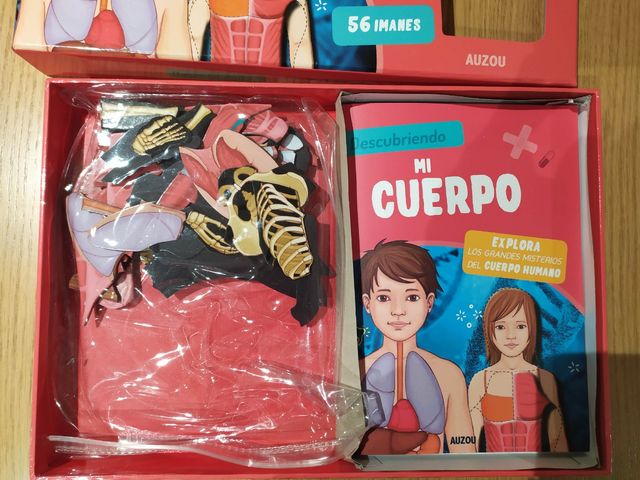 56 IMANES
AUZOU
Descubriendo
MI
CUERPO
EXPLORA
LOS GRANDES MISTERIOS
DEL CUERPO HUMANO
AUZOU